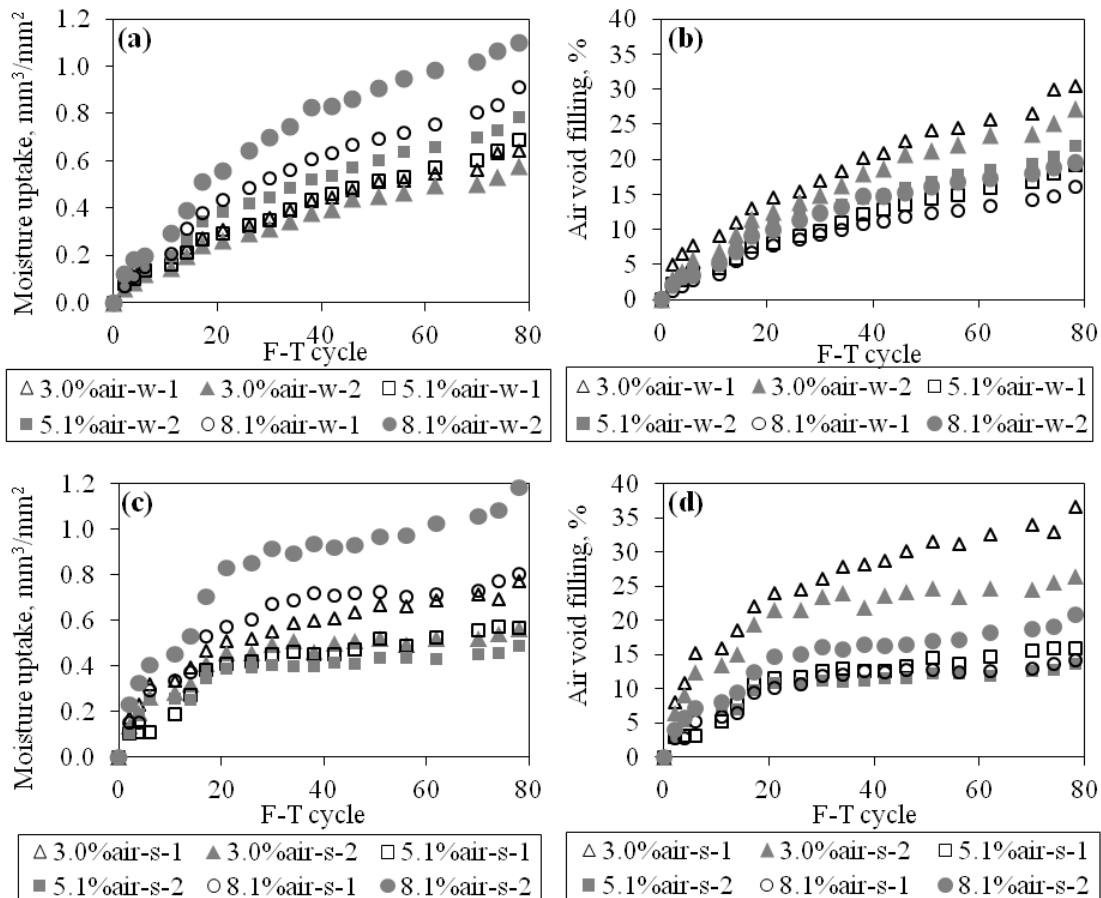 (a)
Moisture uptake, mm³/mm²
1.2
1.0
0.8
0.6
0.4
0.2
0.0
0 20 40 60 80
F-T cycle
△ 3.0%air-w-1 ▲ 3.0%air-w-2 □ 5.1%air-w-1
■ 5.1%air-w-2 ○ 8.1%air-w-1 ● 8.1%air-w-2
(b)
Air void filling, %
40
35
30
25
20
15
10
5
0
0 20 40 60 80
F-T cycle
△ 3.0%air-w-1 ▲ 3.0%air-w-2 □ 5.1%air-w-1
■ 5.1%air-w-2 ○ 8.1%air-w-1 ● 8.1%air-w-2
(c)
Moisture uptake, mm³/mm²
1.2
1.0
0.8
0.6
0.4
0.2
0.0
0 20 40 60 80
F-T cycle
△ 3.0%air-s-1 ▲ 3.0%air-s-2 □ 5.1%air-s-1
■ 5.1%air-s-2 ○ 8.1%air-s-1 ● 8.1%air-s-2
(d)
Air void filling, %
40
35
30
25
20
15
10
5
0
0 20 40 60 80
F-T cycle
△ 3.0%air-s-1 ▲ 3.0%air-s-2 □ 5.1%air-s-1
■ 5.1%air-s-2 ○ 8.1%air-s-1 ● 8.1%air-s-2